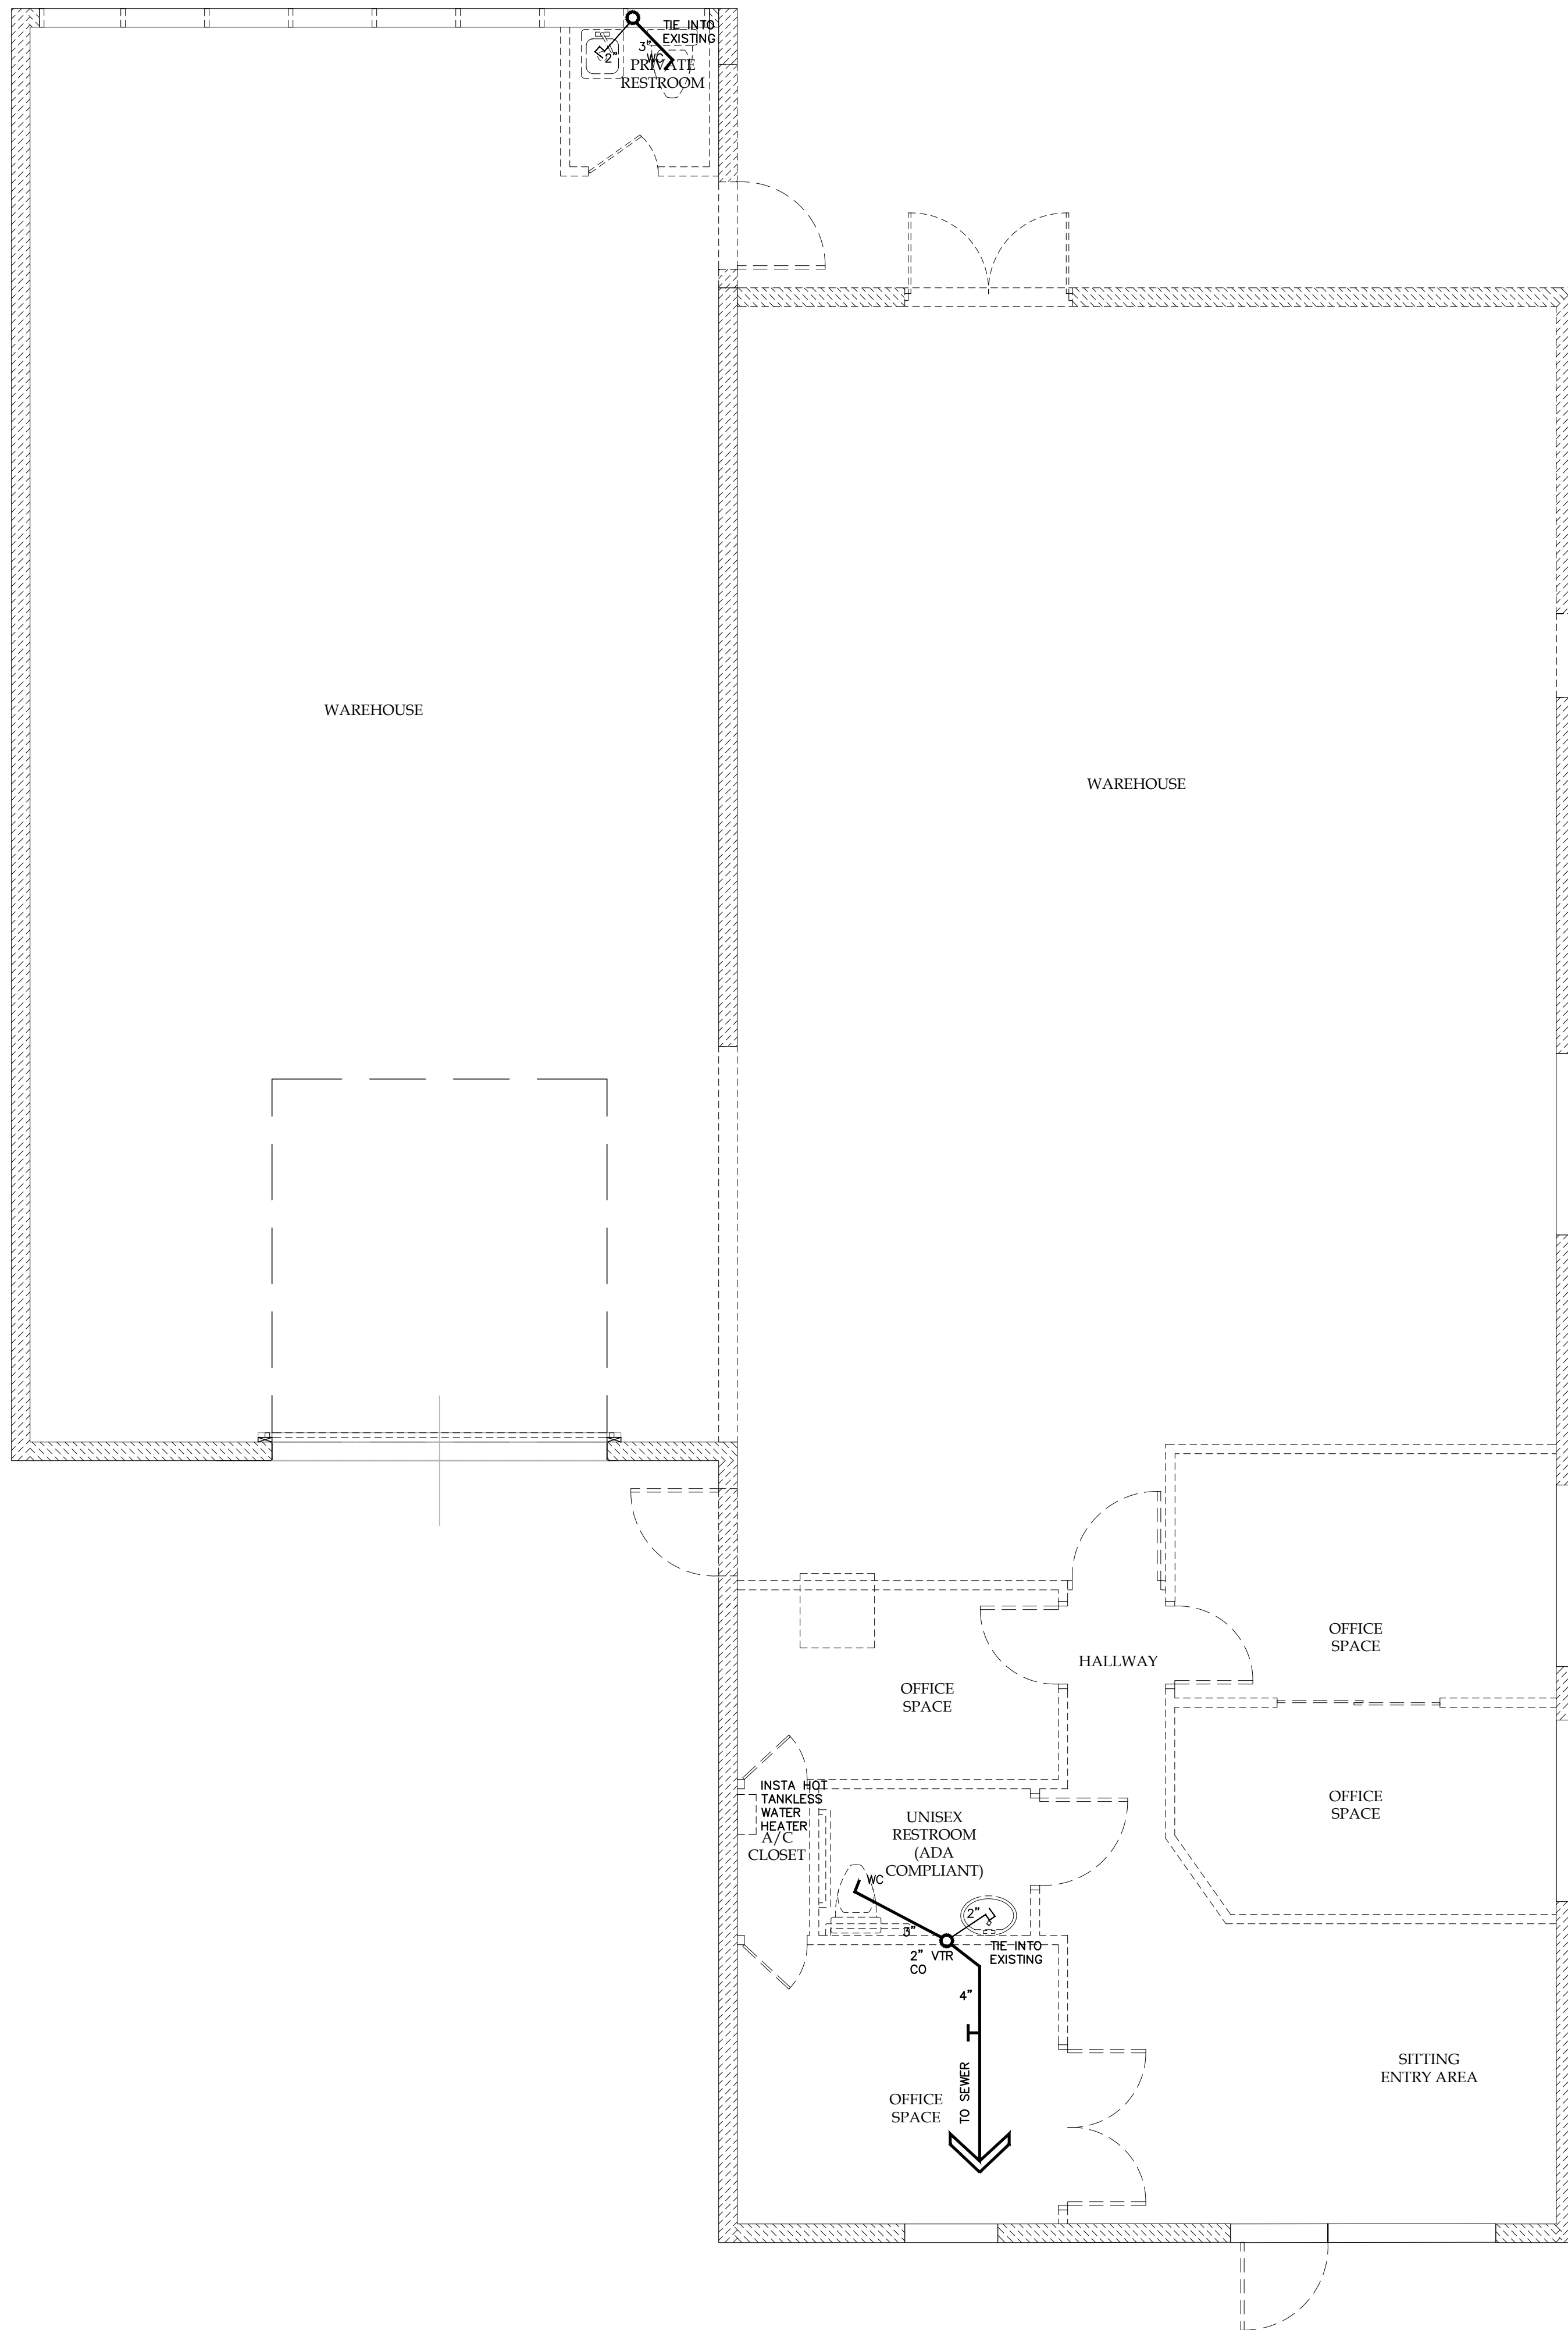 TIE INTO
EXISTING
3"
WC
2"
PRIVATE
RESTROOM
WAREHOUSE
WAREHOUSE
OFFICE
SPACE
HALLWAY
OFFICE
SPACE
INSTA HOT
TANKLESS
WATER
HEATER
A/C
CLOSET
UNISEX
RESTROOM
(ADA
COMPLIANT)
OFFICE
SPACE
WC
2"
3"
2" VTR
CO
TIE INTO
EXISTING
4"
TO SEWER
OFFICE
SPACE
SITTING
ENTRY AREA